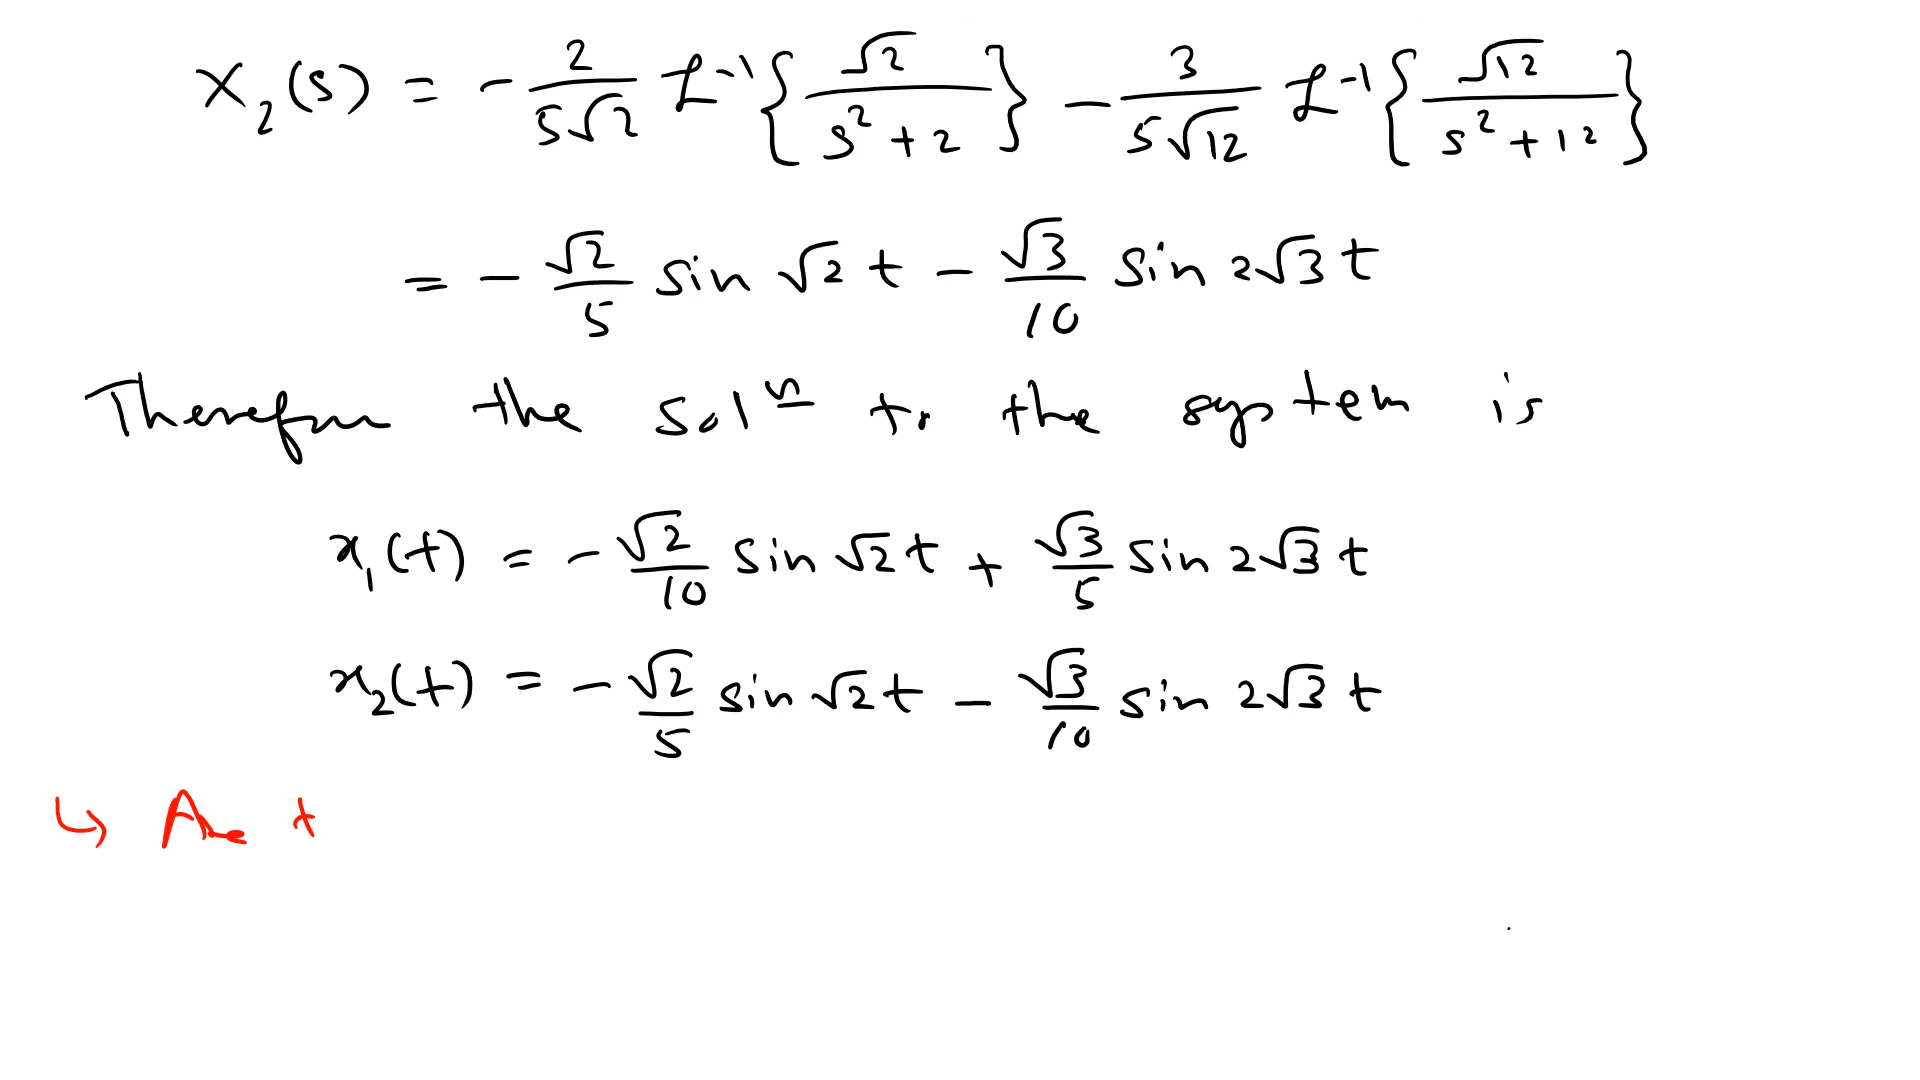 X₂(s) = - 2/(5√2) ℒ⁻¹{√2/(s²+2)} - 3/(5√12) ℒ⁻¹{√12/(s²+12)}
= - √2/5 sin √2 t - √3/10 sin 2√3 t
Therefore the solⁿ to the system is
x₁(t) = - √2/10 sin √2 t + √3/5 sin 2√3 t
x₂(t) = - √2/5 sin √2 t - √3/10 sin 2√3 t
↳ t